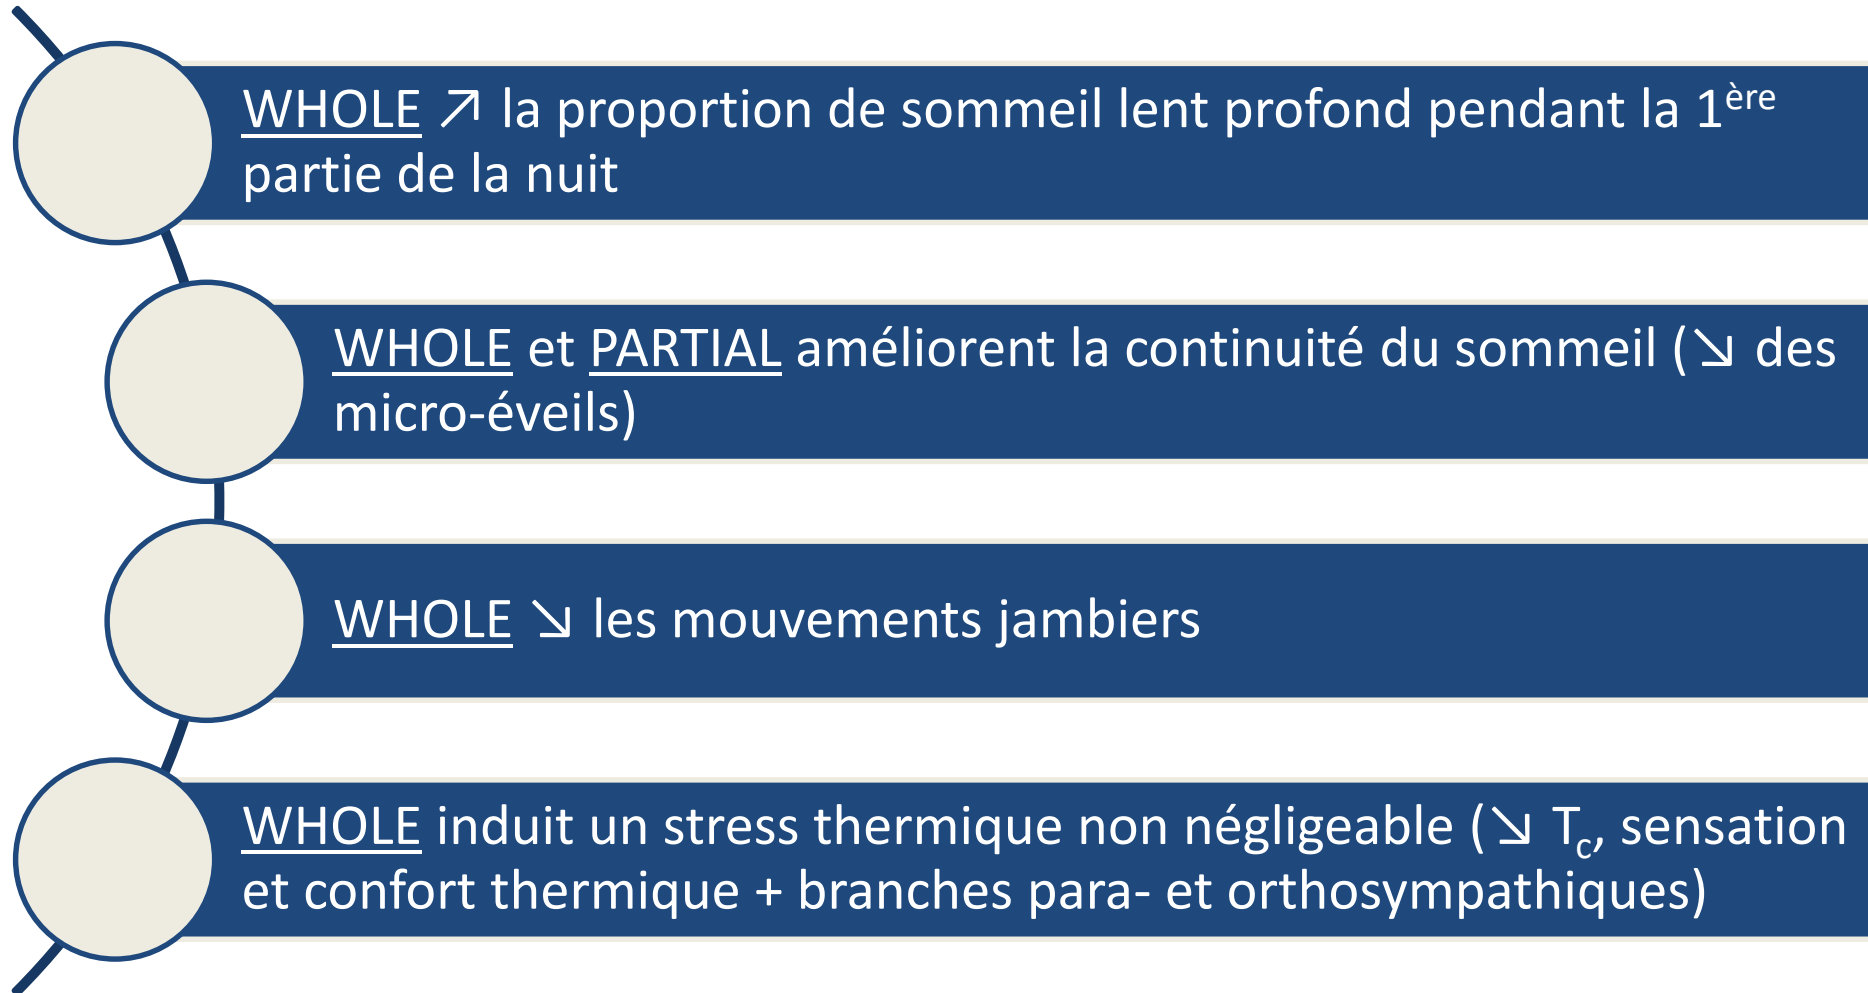 WHOLE ↗ la proportion de sommeil lent profond pendant la 1ère
partie de la nuit
WHOLE et PARTIAL améliorent la continuité du sommeil (↘ des
micro-éveils)
WHOLE ↘ les mouvements jambiers
WHOLE induit un stress thermique non négligeable (↘ Tc, sensation
et confort thermique + branches para- et orthosympathiques)